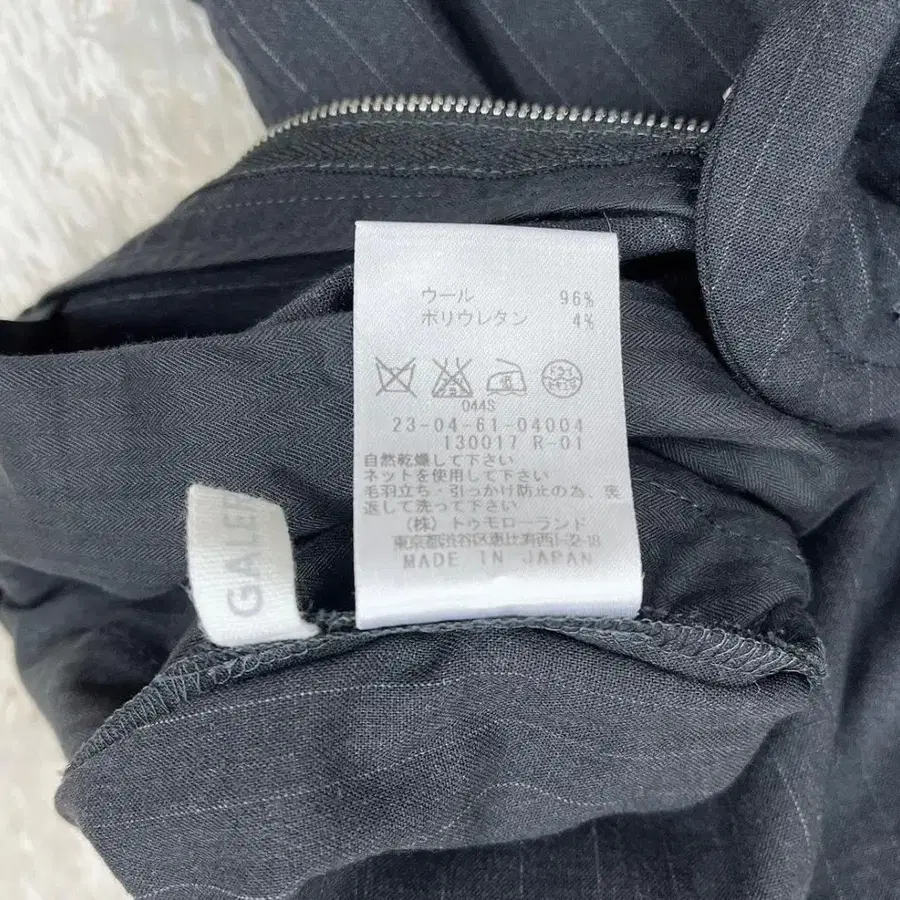 ウール 96%
ポリウレタン 4%
ドライ
044S
23-04-61-04004
130017 R-01
自然乾燥して下さい
ネットを使用して下さい
毛羽立ち・引っかけ防止の為、裏
返して洗って下さい
(株) トゥモローランド
東京都渋谷区恵比寿西1-32-18
MADE IN JAPAN
GALE